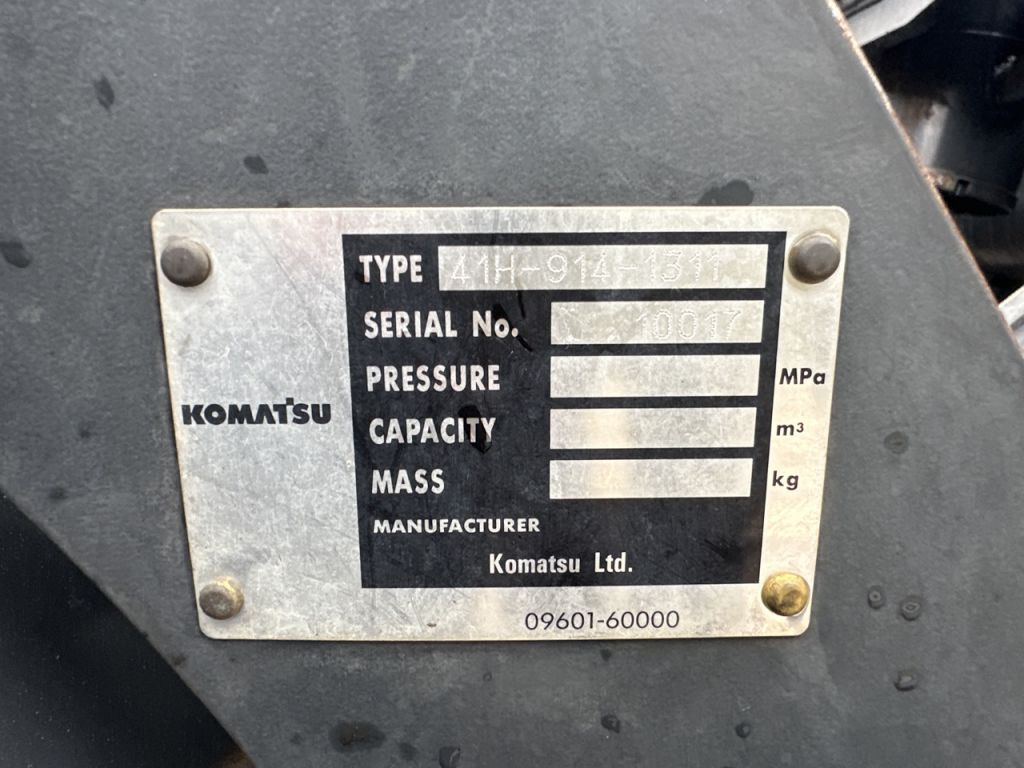 KOMATSU
TYPE 41H-914-1311
SERIAL No. 10017
PRESSURE MPa
CAPACITY m³
MASS kg
MANUFACTURER
Komatsu Ltd.
09601-60000